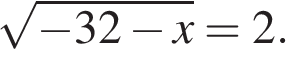 √(−32 − x) = 2.